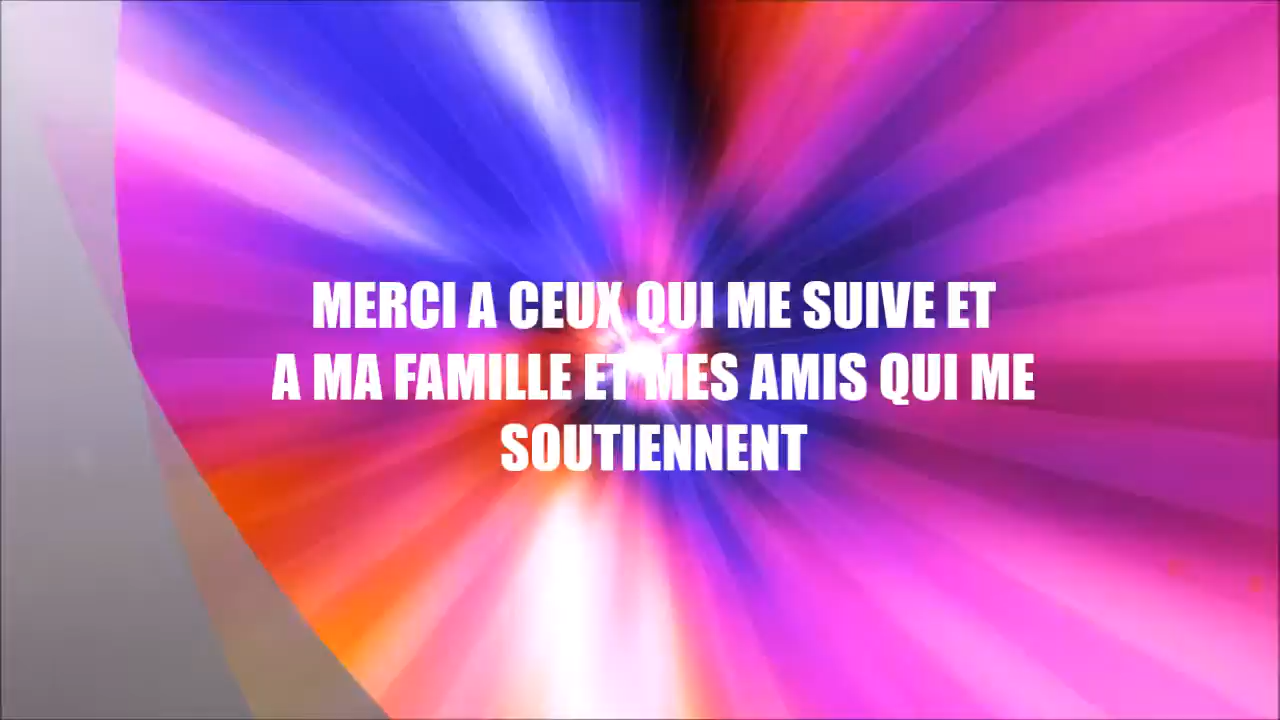 MERCI A CEUX QUI ME SUIVE ET
A MA FAMILLE ET MES AMIS QUI ME
SOUTIENNENT